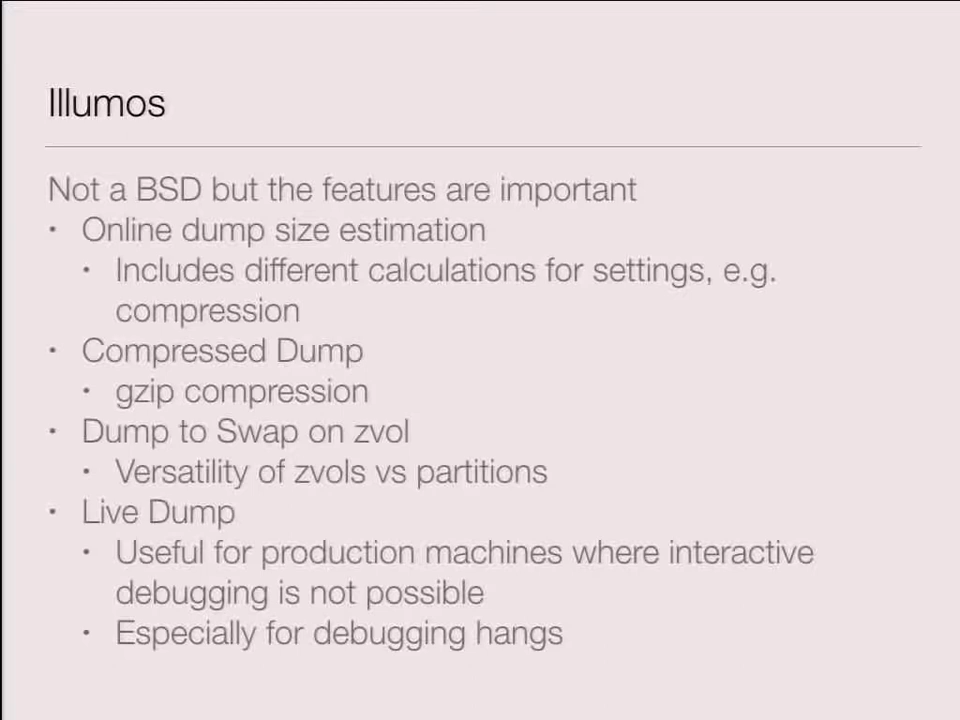 Illumos
Not a BSD but the features are important
• Online dump size estimation
• Includes different calculations for settings, e.g.
compression
• Compressed Dump
• gzip compression
• Dump to Swap on zvol
• Versatility of zvols vs partitions
• Live Dump
• Useful for production machines where interactive
debugging is not possible
• Especially for debugging hangs